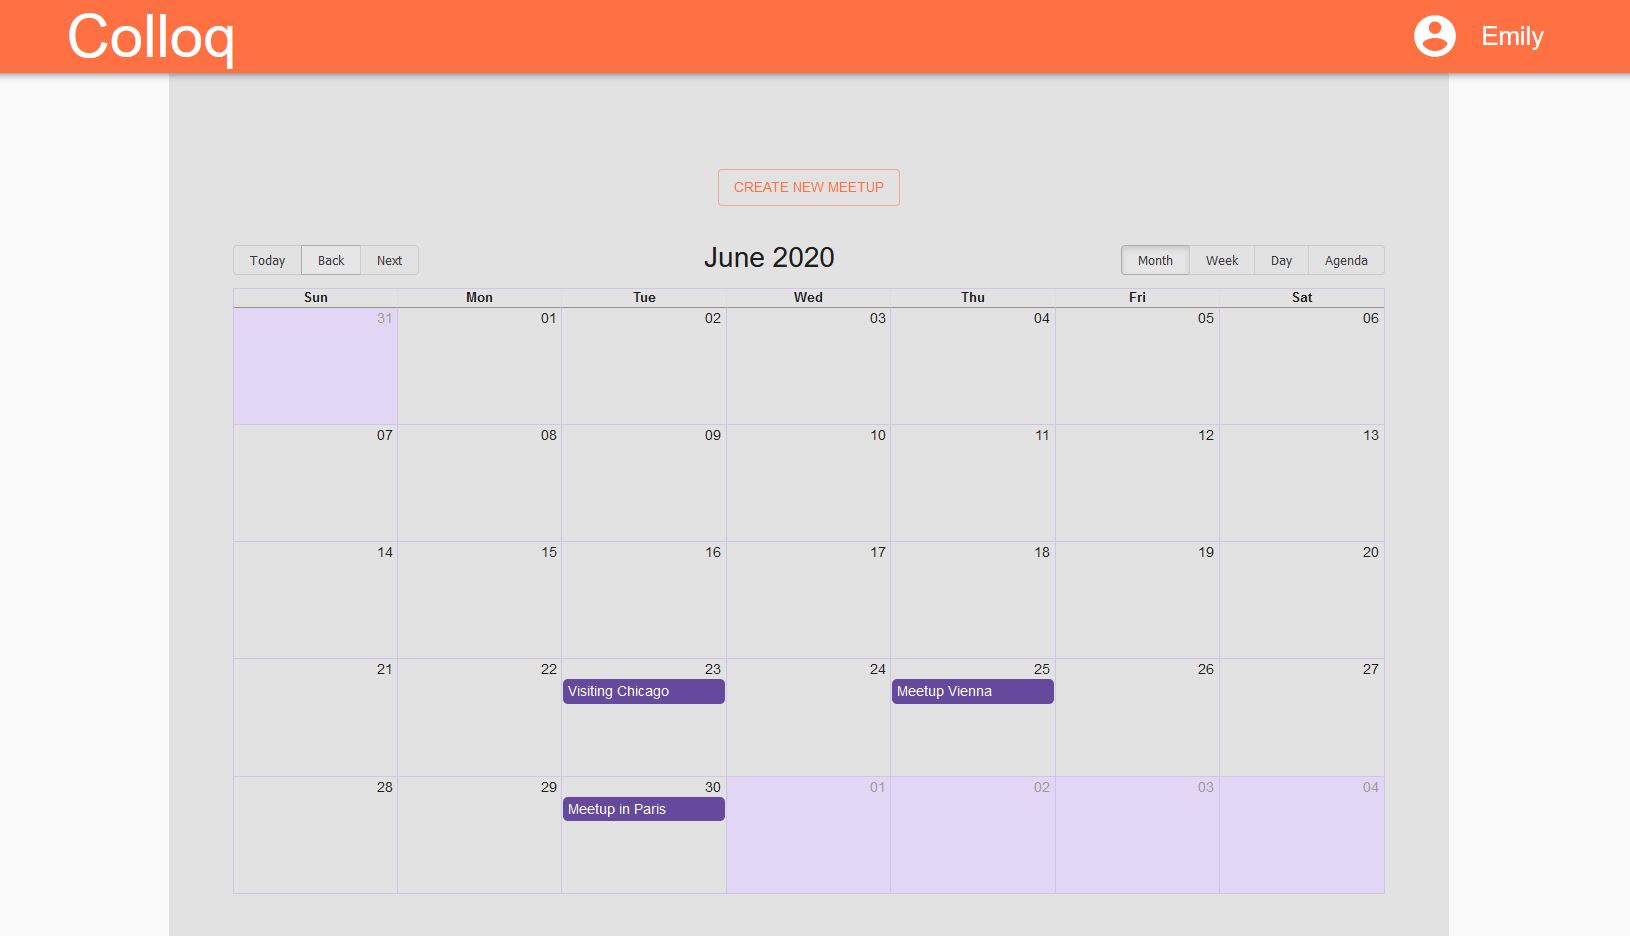 Colloq
Emily
CREATE NEW MEETUP
Today Back Next
June 2020
Month Week Day Agenda
Sun Mon Tue Wed Thu Fri Sat
31 01 02 03 04 05 06
07 08 09 10 11 12 13
14 15 16 17 18 19 20
21 22 23 24 25 26 27
Visiting Chicago Meetup Vienna
28 29 30 01 02 03 04
Meetup in Paris